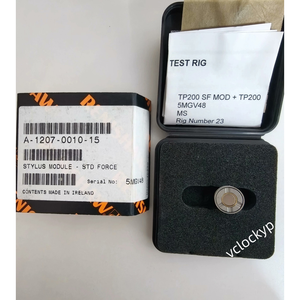 A-1207-0010-15
STYLUS MODULE - STD FORCE
Serial No: 5MGV48
CONTENTS MADE IN IRELAND
TEST RIG
TP200 SF MOD + TP200
5MGV48
MS
Rig Number 23
vclockyp